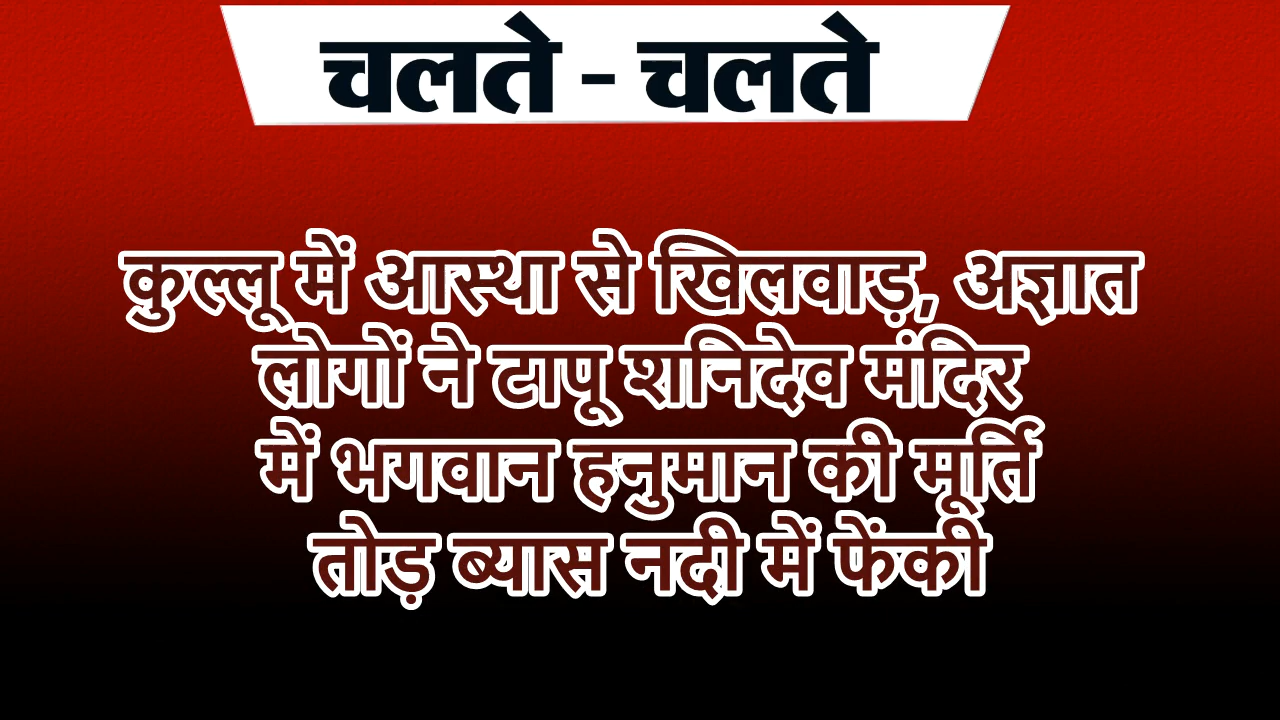 चलते - चलते
कुल्लू में आस्था से खिलवाड़, अज्ञात
लोगों ने टापू शनिदेव मंदिर
में भगवान हनुमान की मूर्ति
तोड़ ब्यास नदी में फेंकी